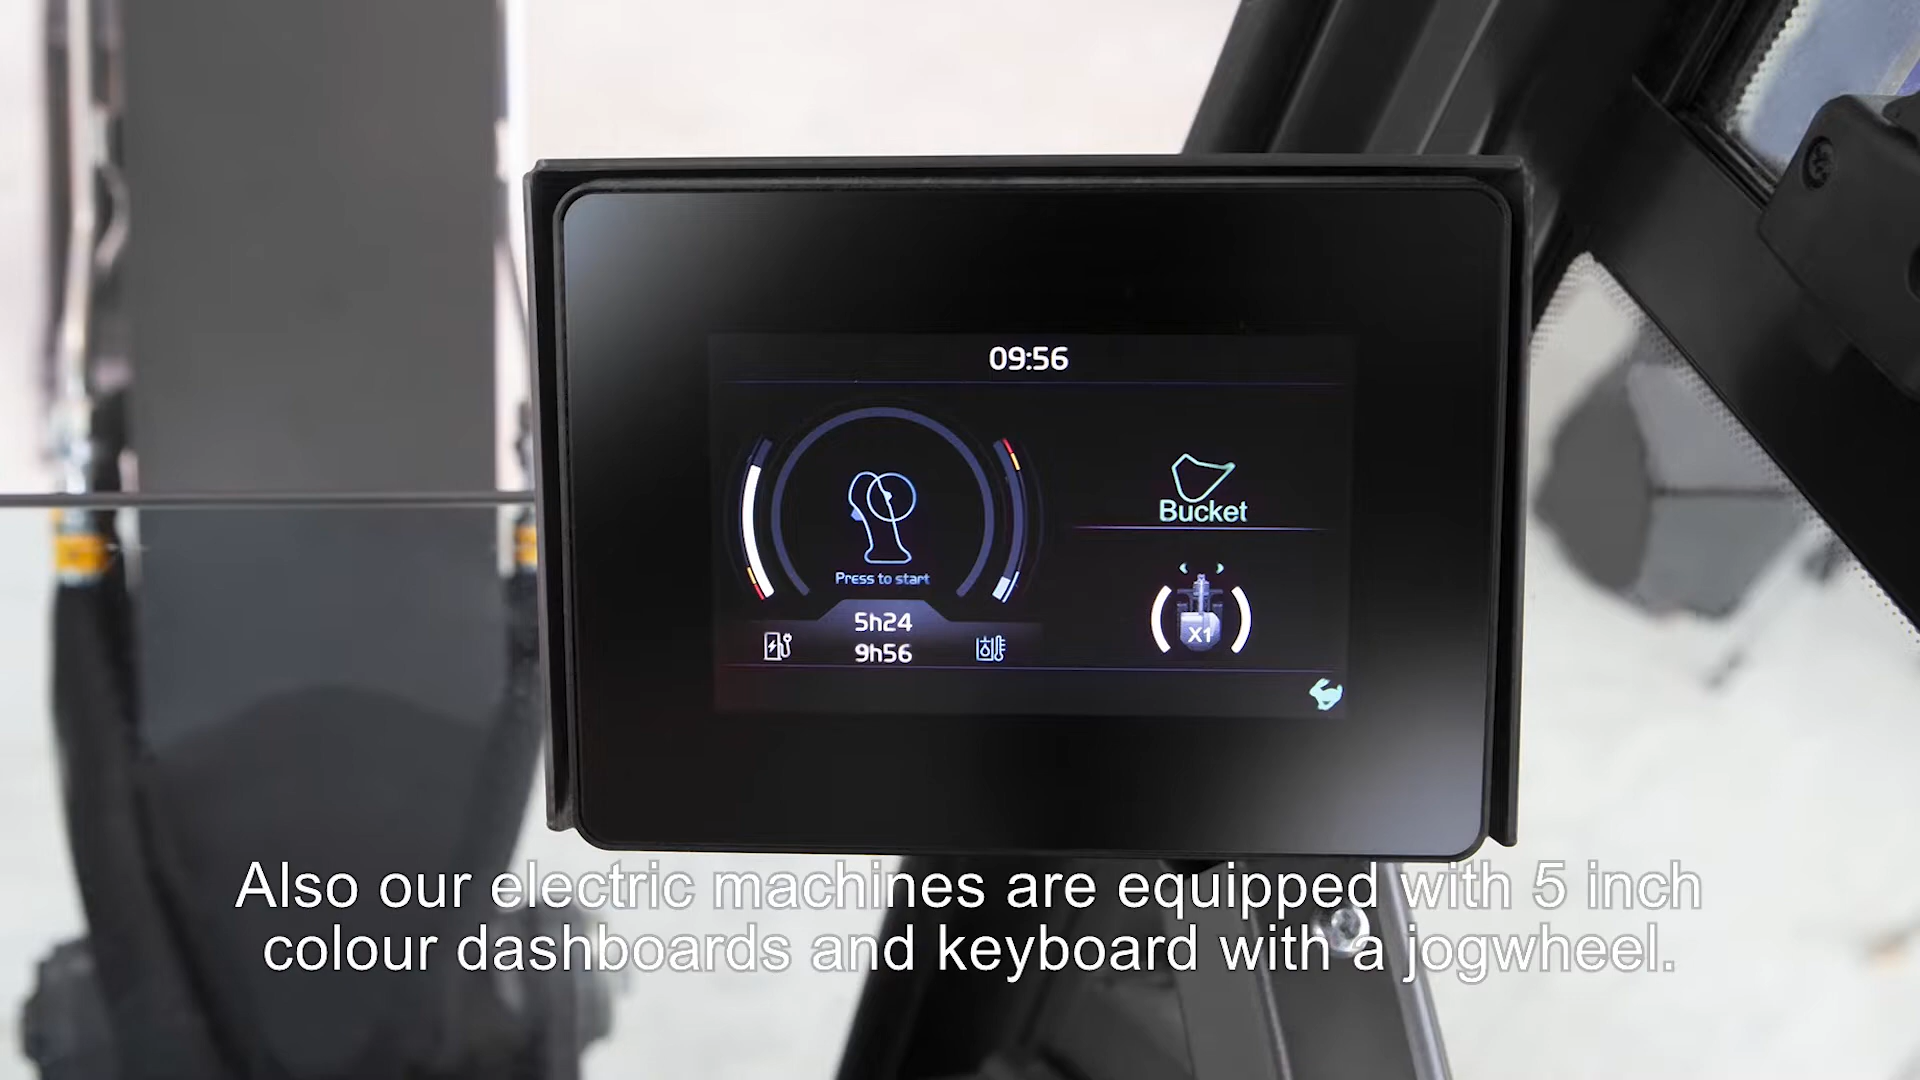 09:56
Bucket
Press to start
5h24
9h56
X1
Also our electric machines are equipped with 5 inch
colour dashboards and keyboard with a jogwheel.